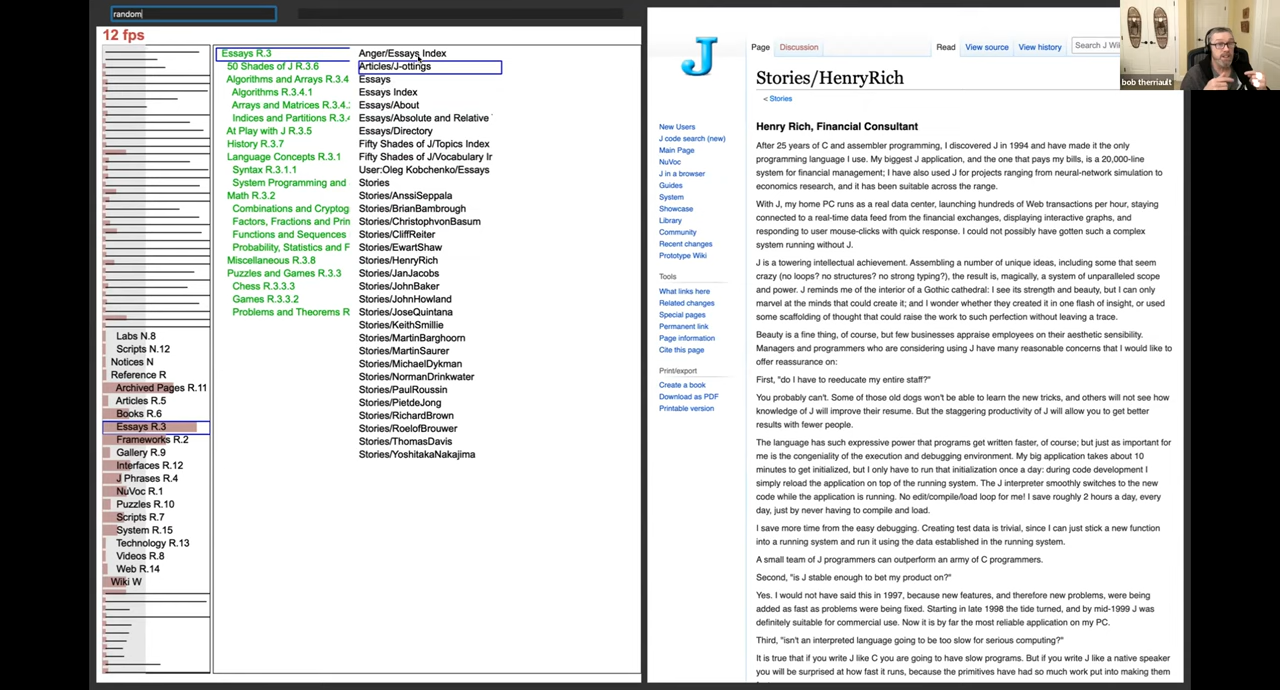 random
12 fps
Labs N.8
Scripts N.12
Notices N
Reference R
Archived Pages R.11
Articles R.5
Books R.6
Essays R.3
Frameworks R.2
Gallery R.9
Interfaces R.12
J Phrases R.4
NuVoc R.1
Puzzles R.10
Scripts R.7
System R.15
Technology R.13
Videos R.8
Web R.14
Wiki W
Essays R.3
50 Shades of J R.3.6
Algorithms and Arrays R.3.4
Algorithms R.3.4.1
Arrays and Matrices R.3.4.
Indices and Partitions R.3.4
At Play with J R.3.5
History R.3.7
Language Concepts R.3.1
Syntax R.3.1.1
System Programming and
Math R.3.2
Combinations and Cryptog
Factors, Fractions and Prin
Functions and Sequences
Probability, Statistics and F
Miscellaneous R.3.8
Puzzles and Games R.3.3
Chess R.3.3.3
Games R.3.3.2
Problems and Theorems R
Anger/Essays Index
Articles/J-ottings
Essays
Essays Index
Essays/About
Essays/Absolute and Relative
Essays/Directory
Fifty Shades of J/Topics Index
Fifty Shades of J/Vocabulary Ir
User:Oleg Kobchenko/Essays
Stories
Stories/AnssiSeppala
Stories/BrianBambrough
Stories/ChristophvonBasum
Stories/CliffReiter
Stories/EwartShaw
Stories/HenryRich
Stories/JanJacobs
Stories/JohnBaker
Stories/JohnHowland
Stories/JoseQuintana
Stories/KeithSmillie
Stories/MartinBarghoorn
Stories/MartinSaurer
Stories/MichaelDykman
Stories/NormanDrinkwater
Stories/PaulRoussin
Stories/PietdeJong
Stories/RichardBrown
Stories/RoelofBrouwer
Stories/ThomasDavis
Stories/YoshitakaNakajima
J
New Users
J code search (new)
Main Page
NuVoc
J in a browser
Guides
System
Showcase
Library
Community
Recent changes
Prototype Wiki
Tools
What links here
Related changes
Special pages
Permanent link
Page information
Cite this page
Print/export
Create a book
Download as PDF
Printable version
Page Discussion Read View source View history Search J Wi
Stories/HenryRich
< Stories
Henry Rich, Financial Consultant
After 25 years of C and assembler programming, I discovered J in 1994 and have made it the only
programming language I use. My biggest J application, and the one that pays my bills, is a 20,000-line
system for financial management; I have also used J for projects ranging from neural-network simulation to
economics research, and it has been suitable across the range.
With J, my home PC runs as a real data center, launching hundreds of Web transactions per hour, staying
connected to a real-time data feed from the financial exchanges, displaying interactive graphs, and
responding to user mouse-clicks with quick response. I could not possibly have gotten such a complex
system running without J.
J is a towering intellectual achievement. Assembling a number of unique ideas, including some that seem
crazy (no loops? no structures? no strong typing?), the result is, magically, a system of unparalleled scope
and power. J reminds me of the interior of a Gothic cathedral: I see its strength and beauty, but I can only
marvel at the minds that could create it; and I wonder whether they created it in one flash of insight, or used
some scaffolding of thought that could raise the work to such perfection without leaving a trace.
Beauty is a fine thing, of course, but few businesses appraise employees on their aesthetic sensibility.
Managers and programmers who are considering using J have many reasonable concerns that I would like to
offer reassurance on:
First, "do I have to reeducate my entire staff?"
You probably can't. Some of those old dogs won't be able to learn the new tricks, and others will not see how
knowledge of J will improve their resume. But the staggering productivity of J will allow you to get better
results with fewer people.
The language has such expressive power that programs get written faster, of course; but just as important for
me is the congeniality of the execution and debugging environment. My big application takes about 10
minutes to get initialized, but I only have to run that initialization once a day: during code development I
simply reload the application on top of the running system. The J interpreter smoothly switches to the new
code while the application is running. No edit/compile/load loop for me! I save roughly 2 hours a day, every
day, just by never having to compile and load.
I save more time from the easy debugging. Creating test data is trivial, since I can just stick a new function
into a running system and run it using the data established in the running system.
A small team of J programmers can outperform an army of C programmers.
Second, "is J stable enough to bet my product on?"
Yes. I would not have said this in 1997, because new features, and therefore new problems, were being
added as fast as problems were being fixed. Starting in late 1998 the tide turned, and by mid-1999 J was
definitely suitable for commercial use. Now it is by far the most reliable application on my PC.
Third, "isn't an interpreted language going to be too slow for serious computing?"
It is true that if you write J like C you are going to have slow programs. But if you write J like a native speaker
you will be surprised at how fast it runs, because the primitives have had so much work put into making them
bob therriault